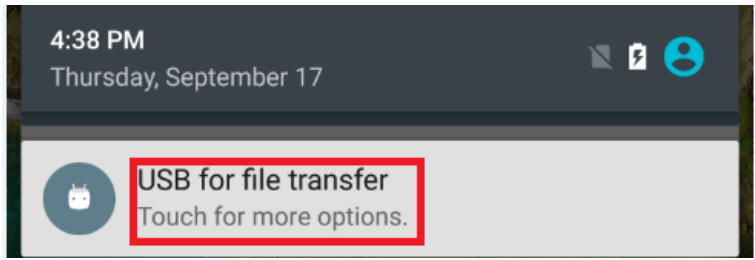 4:38 PM
Thursday, September 17
USB for file transfer
Touch for more options.